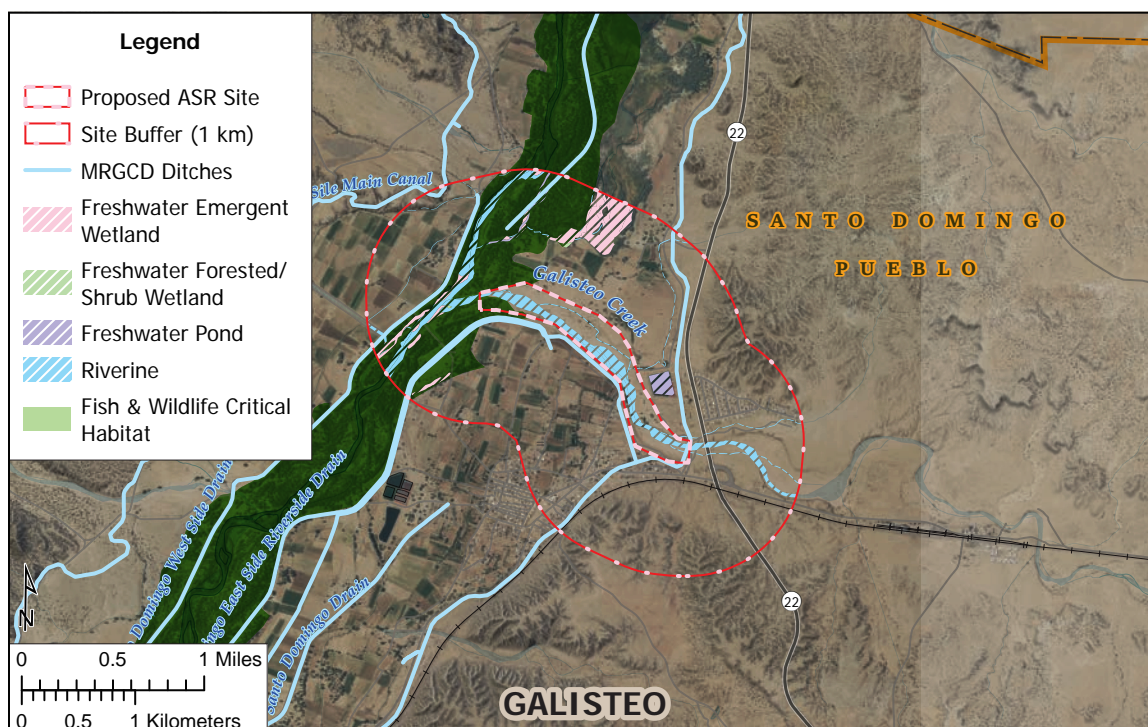 Legend
Proposed ASR Site
Site Buffer (1 km)
MRGCD Ditches
Freshwater Emergent
Wetland
Freshwater Forested/
Shrub Wetland
Freshwater Pond
Riverine
Fish & Wildlife Critical
Habitat
Sile Main Canal
22
SANTO DOMINGO
PUEBLO
Galisteo Creek
Domingo West Side Drain
East Side Riverside Drain
Santo Domingo Drain
22
N
0 0.5 1 Miles
0 0.5 1 Kilometers
GALISTEO